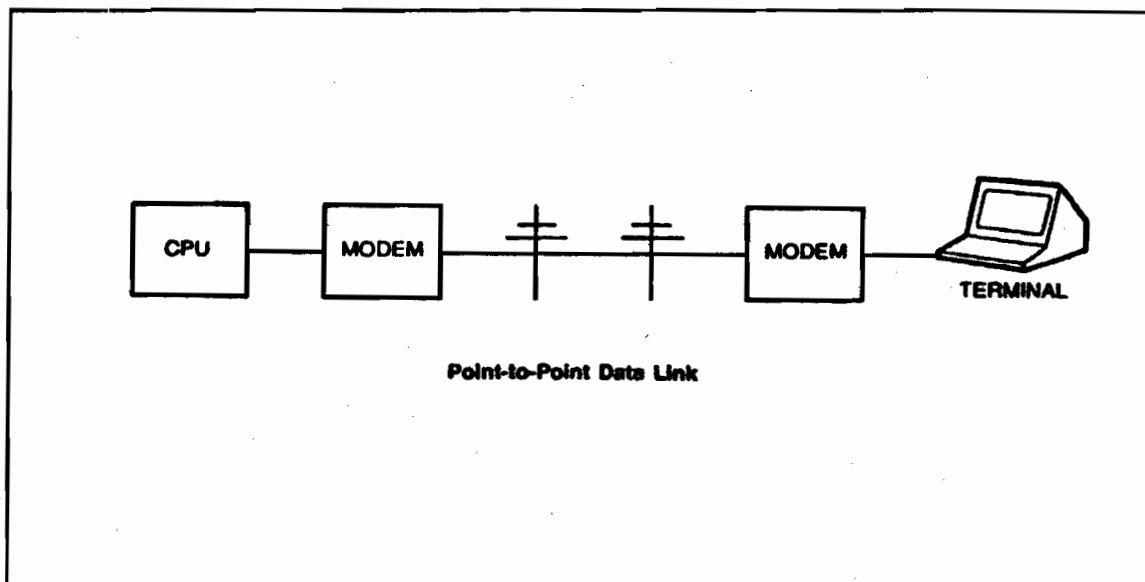 CPU
MODEM
MODEM
TERMINAL
Point-to-Point Data Link